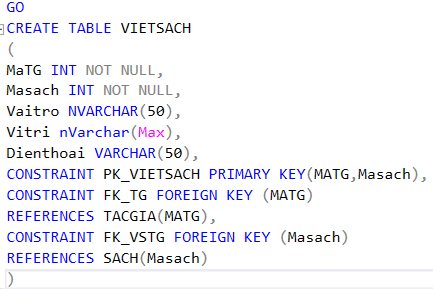 GO
CREATE TABLE VIETSACH
(
MaTG INT NOT NULL,
Masach INT NOT NULL,
Vaitro NVARCHAR(50),
Vitri nVarchar(Max),
Dienthoai VARCHAR(50),
CONSTRAINT PK_VIETSACH PRIMARY KEY(MATG,Masach),
CONSTRAINT FK_TG FOREIGN KEY (MATG)
REFERENCES TACGIA(MATG),
CONSTRAINT FK_VSTG FOREIGN KEY (Masach)
REFERENCES SACH(Masach)
)